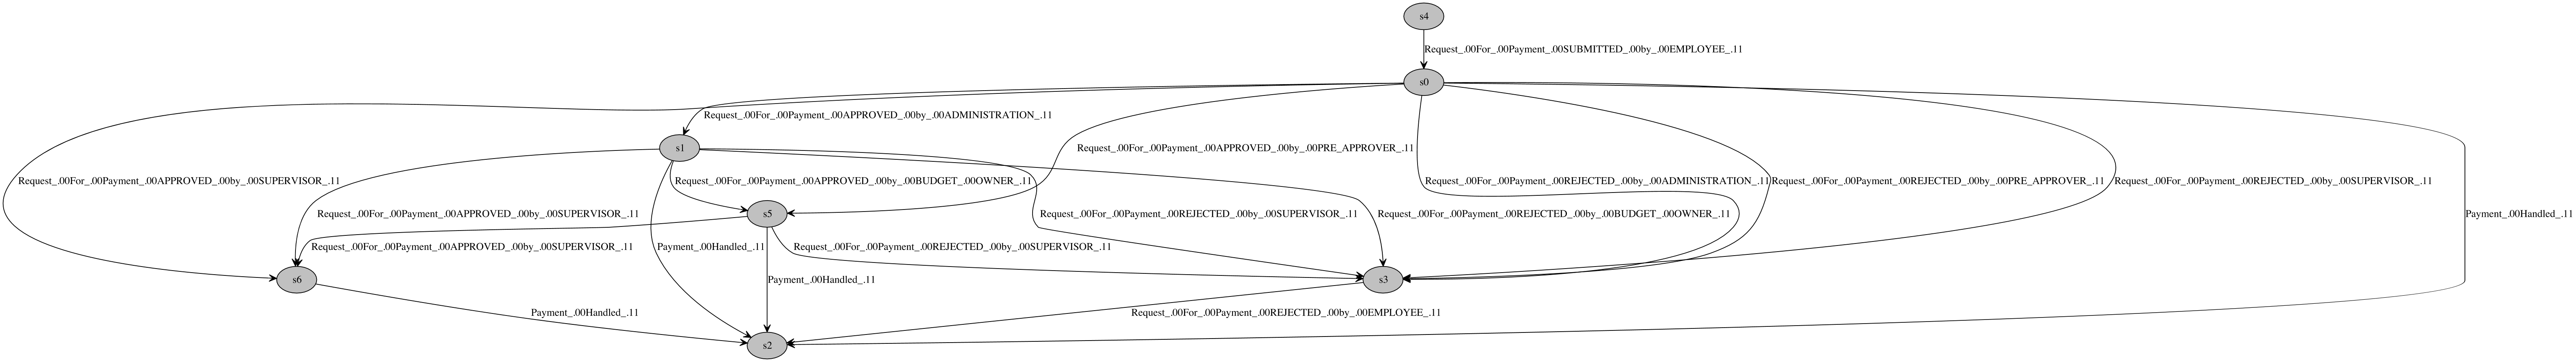 s4
Request_.00For_.00Payment_.00SUBMITTED_.00by_.00EMPLOYEE_.11
s0
Request_.00For_.00Payment_.00APPROVED_.00by_.00ADMINISTRATION_.11
s1
Request_.00For_.00Payment_.00APPROVED_.00by_.00PRE_APPROVER_.11
Request_.00For_.00Payment_.00APPROVED_.00by_.00SUPERVISOR_.11
Request_.00For_.00Payment_.00APPROVED_.00by_.00BUDGET_.00OWNER_.11
Request_.00For_.00Payment_.00REJECTED_.00by_.00ADMINISTRATION_.11
Request_.00For_.00Payment_.00REJECTED_.00by_.00PRE_APPROVER_.11
Request_.00For_.00Payment_.00REJECTED_.00by_.00SUPERVISOR_.11
Request_.00For_.00Payment_.00APPROVED_.00by_.00SUPERVISOR_.11
s5
Request_.00For_.00Payment_.00REJECTED_.00by_.00SUPERVISOR_.11
Request_.00For_.00Payment_.00REJECTED_.00by_.00BUDGET_.00OWNER_.11
Payment_.00Handled_.11
Request_.00For_.00Payment_.00APPROVED_.00by_.00SUPERVISOR_.11
Payment_.00Handled_.11
Request_.00For_.00Payment_.00REJECTED_.00by_.00SUPERVISOR_.11
s6
Payment_.00Handled_.11
s3
Payment_.00Handled_.11
Request_.00For_.00Payment_.00REJECTED_.00by_.00EMPLOYEE_.11
s2